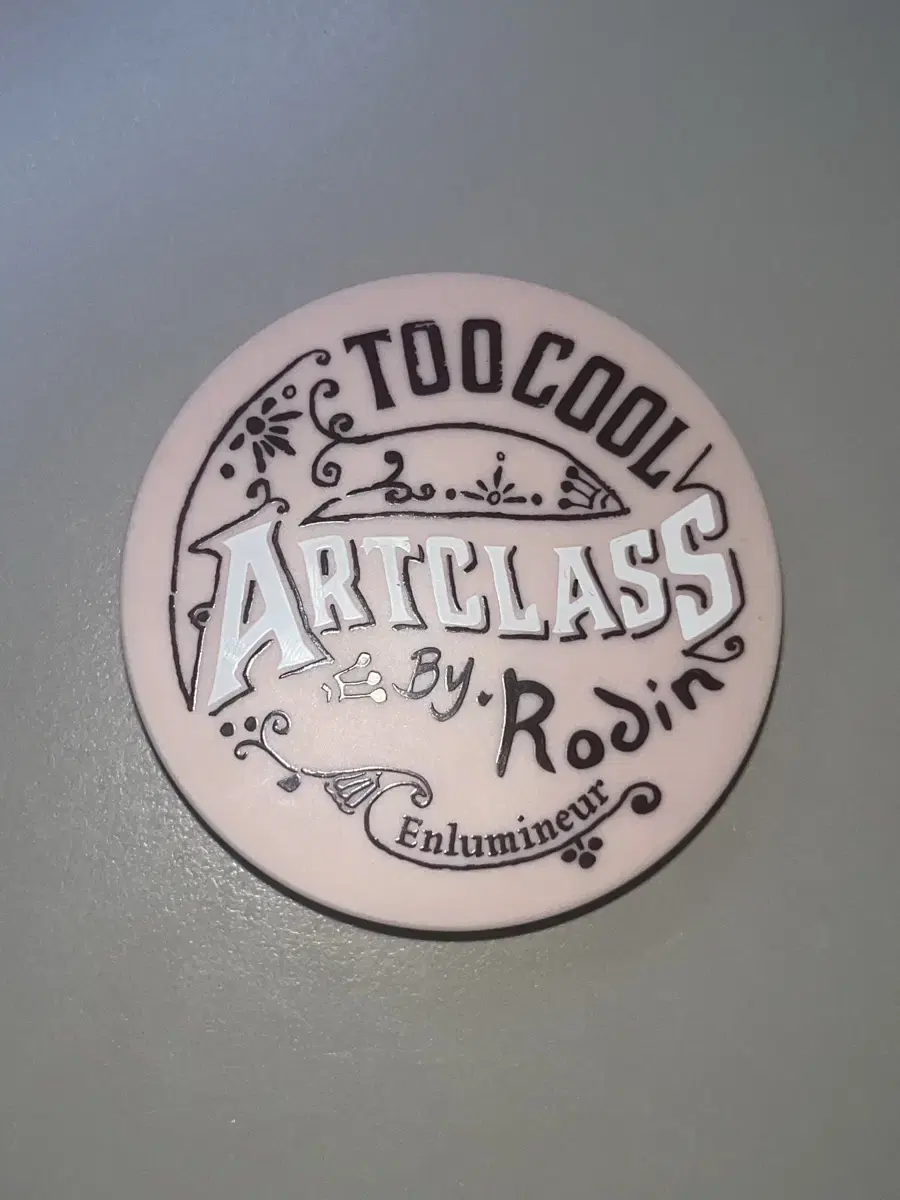 TOO COOL
ARTCLASS
By. Rodin
Enlumineur